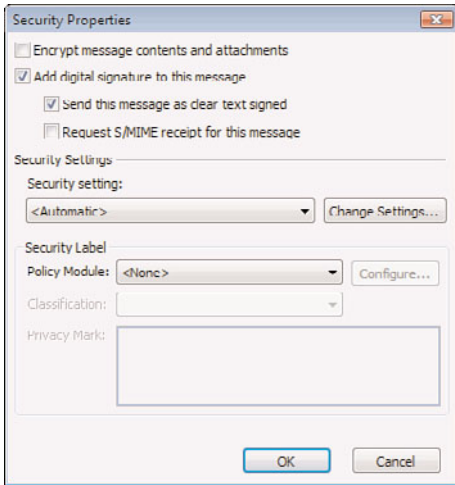 Security Properties
Encrypt message contents and attachments
Add digital signature to this message
Send this message as clear text signed
Request S/MIME receipt for this message
Security Settings
Security setting:
<Automatic>
Change Settings...
Security Label
Policy Module:
<None>
Configure...
Classification:
Privacy Mark:
OK
Cancel